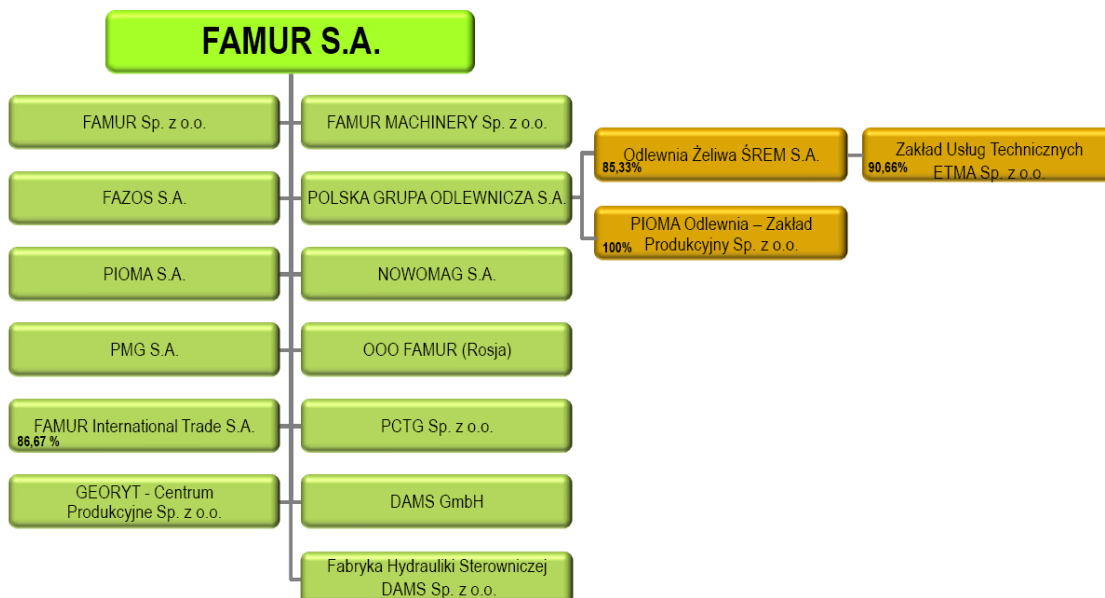 FAMUR S.A.
FAMUR Sp. z o.o.
FAMUR MACHINERY Sp. z o.o.
Odlewnia Żeliwa ŚREM S.A.
85,33%
Zakład Usług Technicznych
ETMA Sp. z o.o.
90,66%
FAZOS S.A.
POLSKA GRUPA ODLEWNICZA S.A.
PIOMA Odlewnia – Zakład
Produkcyjny Sp. z o.o.
100%
PIOMA S.A.
NOWOMAG S.A.
PMG S.A.
OOO FAMUR (Rosja)
FAMUR International Trade S.A.
86,67 %
PCTG Sp. z o.o.
GEORYT - Centrum
Produkcyjne Sp. z o.o.
DAMS GmbH
Fabryka Hydrauliki Sterowniczej
DAMS Sp. z o.o.